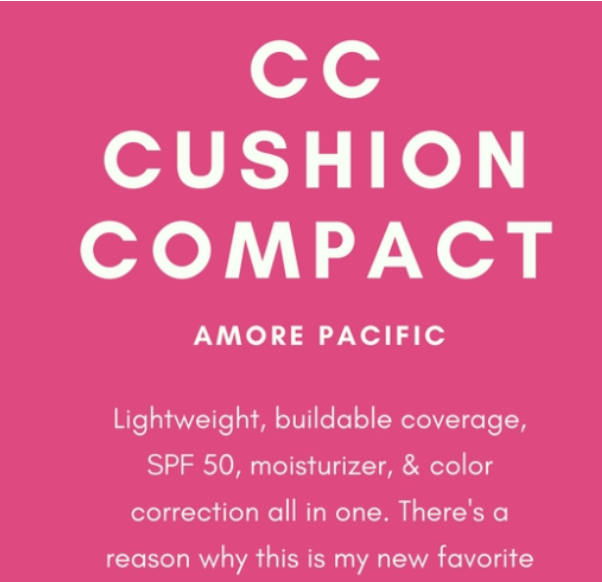 CC
CUSHION
COMPACT
AMORE PACIFIC
Lightweight, buildable coverage,
SPF 50, moisturizer, & color
correction all in one. There's a
reason why this is my new favorite